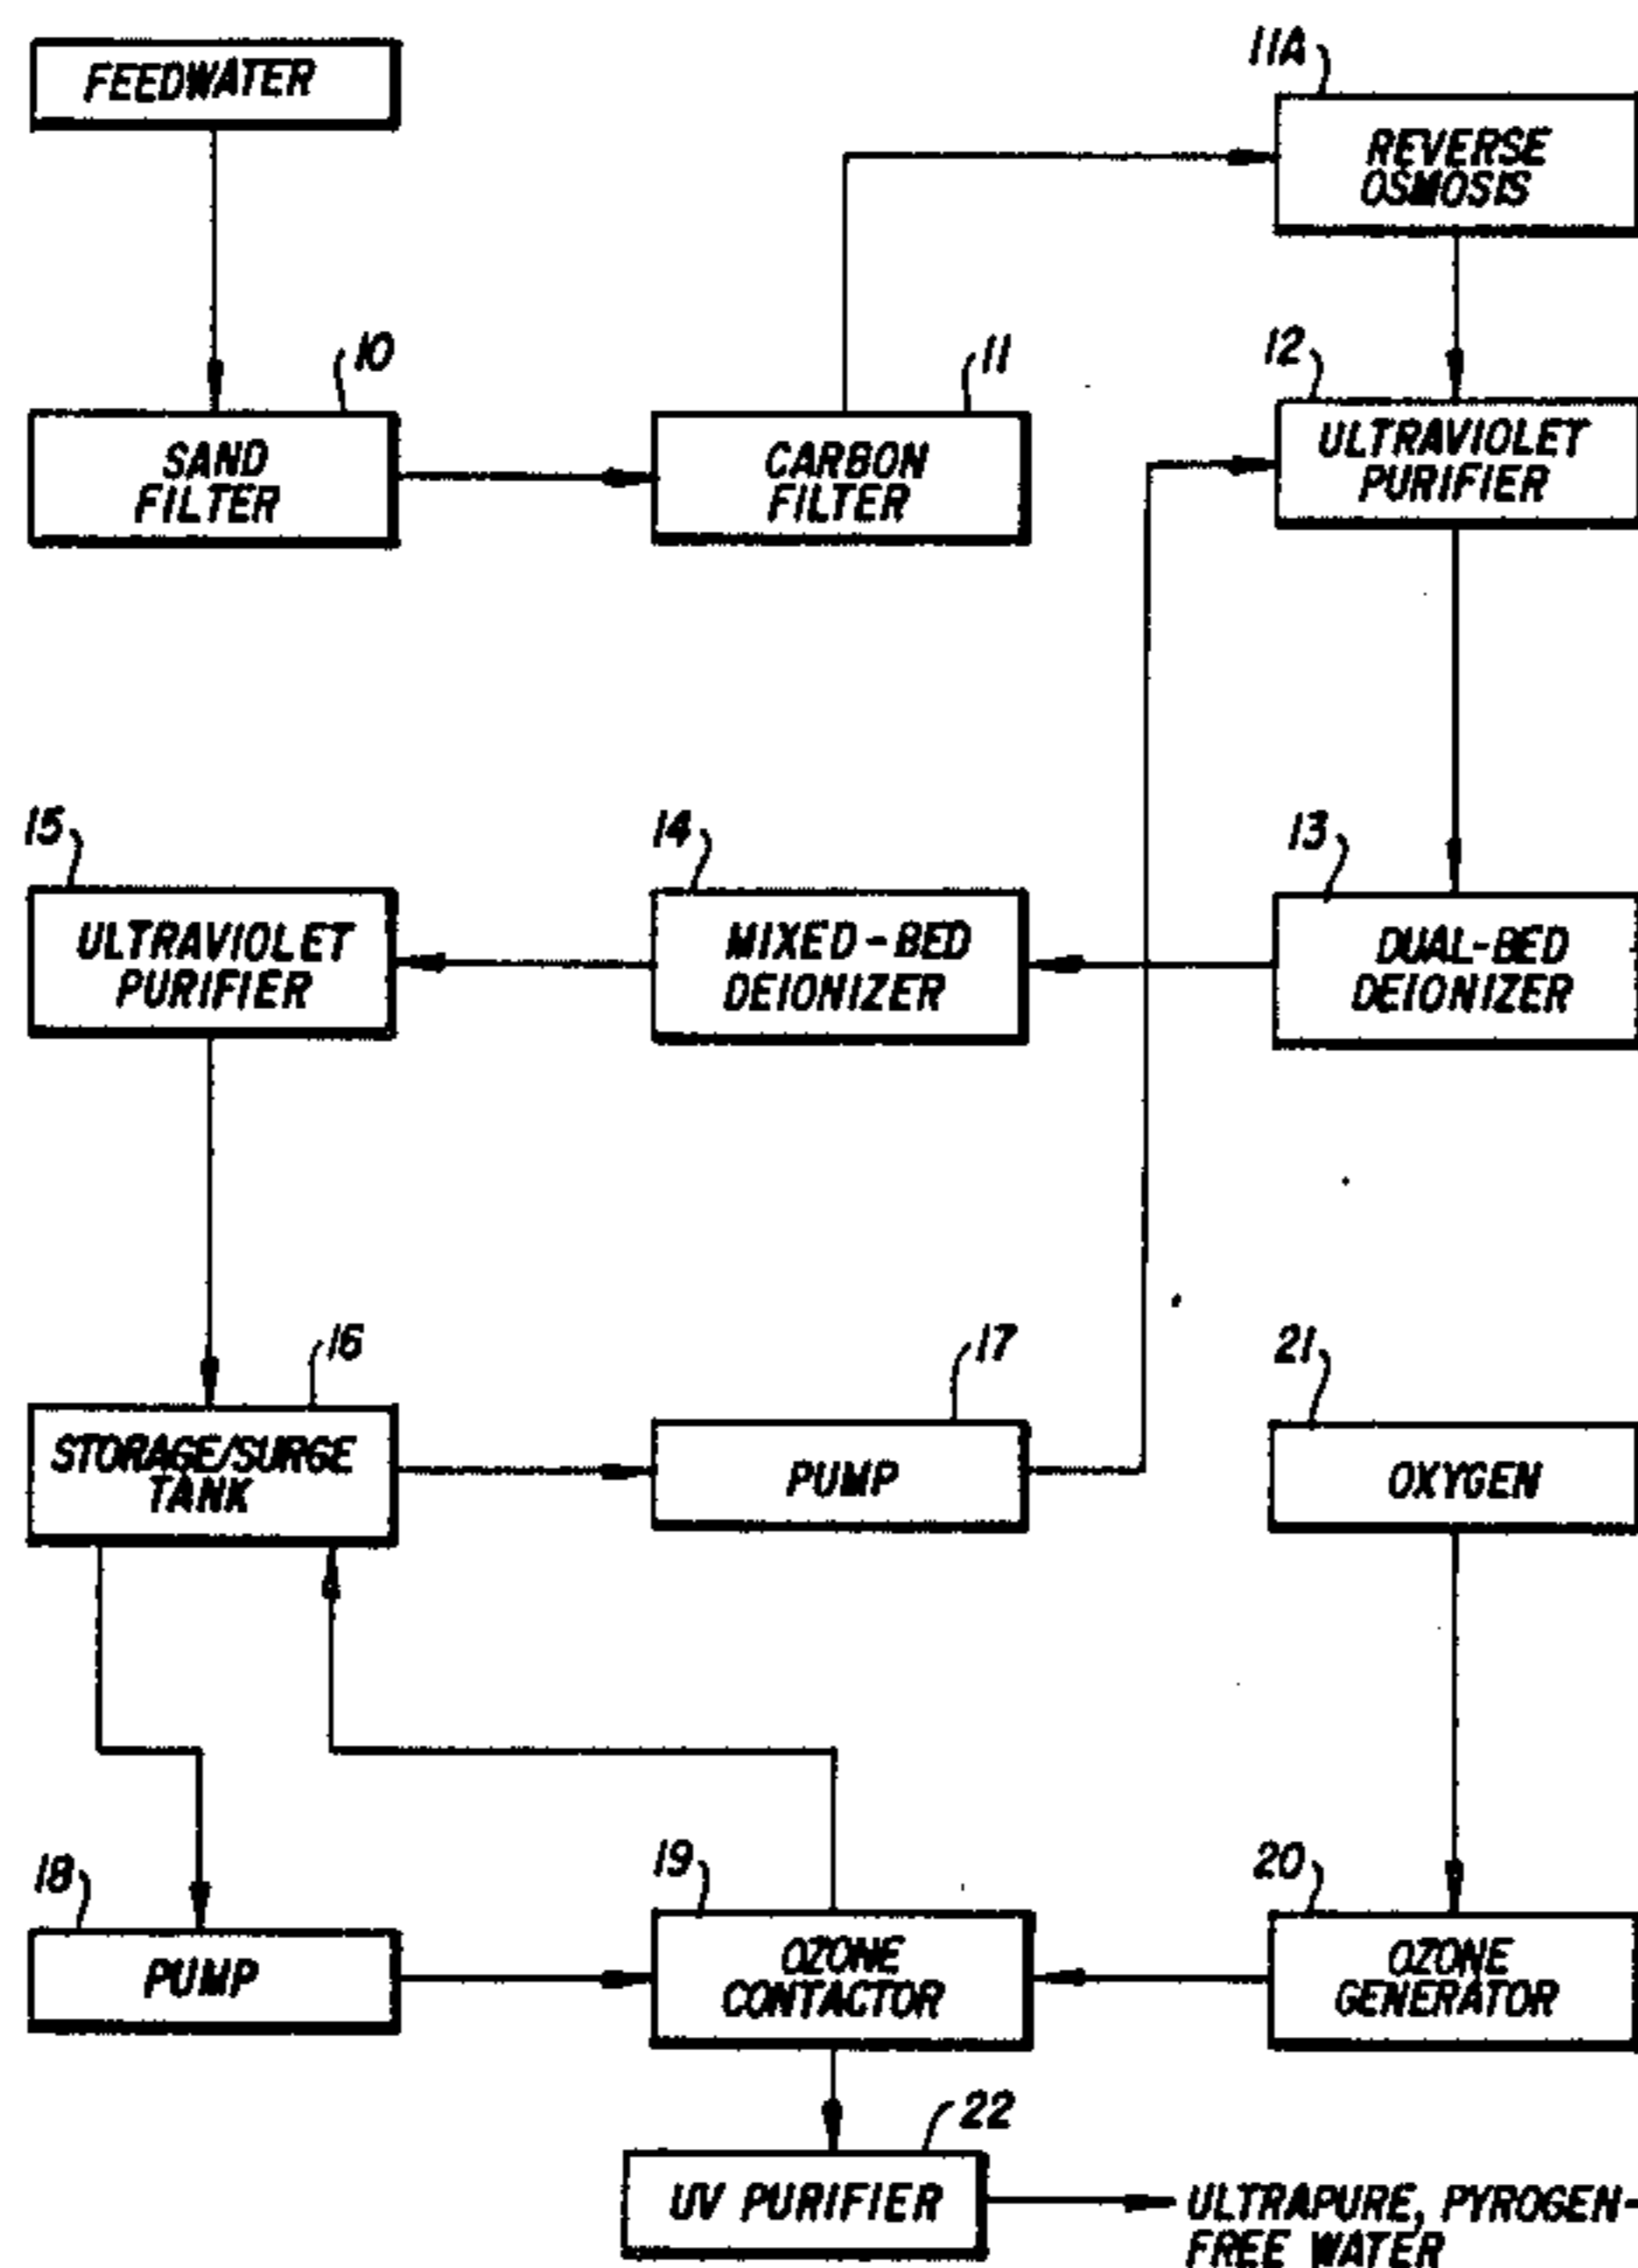 FEEDWATER
11A
REVERSE
OSMOSIS
10
11
12
SAND
FILTER
CARBON
FILTER
ULTRAVIOLET
PURIFIER
15
14
13
ULTRAVIOLET
PURIFIER
MIXED-BED
DEIONIZER
DUAL-BED
DEIONIZER
16
17
21
STORAGE/SURGE
TANK
PUMP
OXYGEN
18
19
20
PUMP
OZONE
CONTACTOR
OZONE
GENERATOR
22
UV PURIFIER
ULTRAPURE, PYROGEN-
FREE WATER